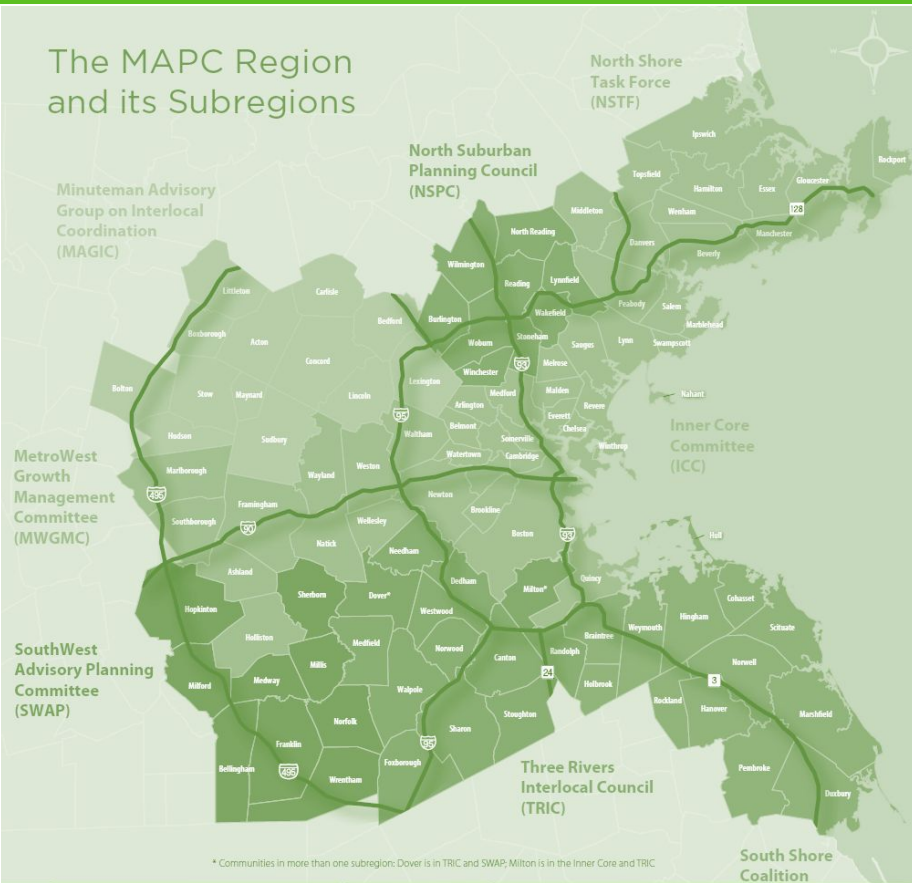 The MAPC Region
and its Subregions
North Shore
Task Force
(NSTF)
North Suburban
Planning Council
(NSPC)
Minuteman Advisory
Group on Interlocal
Coordination
(MAGIC)
Ipswich
Rockport
Topsfield
Gloucester
Hamilton
Essex
Middleton
Wenham
128
North Reading
Manchester
Danvers
Beverly
Wilmington
Reading
Lynnfield
Littleton
Carlisle
Peabody
Salem
Bedford
Burlington
Wakefield
Marblehead
Boxborough
Acton
Woburn
Stoneham
Saugus
Lynn
Swampscott
Concord
93
Melrose
Winchester
Lexington
Bolton
Stow
Maynard
Lincoln
Medford
Malden
Nahant
Arlington
Revere
95
Everett
Belmont
Chelsea
Inner Core
Committee
(ICC)
Hudson
Sudbury
Waltham
Somerville
Winthrop
Watertown
Cambridge
MetroWest
Growth
Management
Committee
(MWGMC)
Marlborough
Wayland
Weston
495
Newton
Framingham
Brookline
Southborough
90
Wellesley
Boston
93
Hull
Natick
Needham
Ashland
Dedham
Quincy
Sherborn
Dover*
Milton*
Cohasset
Hopkinton
Westwood
Hingham
Weymouth
Scituate
Holliston
Medfield
Norwood
Braintree
SouthWest
Advisory Planning
Committee
(SWAP)
Millis
Canton
Randolph
Norwell
Milford
Medway
Walpole
24
Holbrook
3
Rockland
Hanover
Norfolk
Stoughton
Marshfield
Sharon
Franklin
95
Foxborough
Bellingham
495
Wrentham
Three Rivers
Interlocal Council
(TRIC)
Pembroke
Duxbury
* Communities in more than one subregion: Dover is in TRIC and SWAP; Milton is in the Inner Core and TRIC
South Shore
Coalition